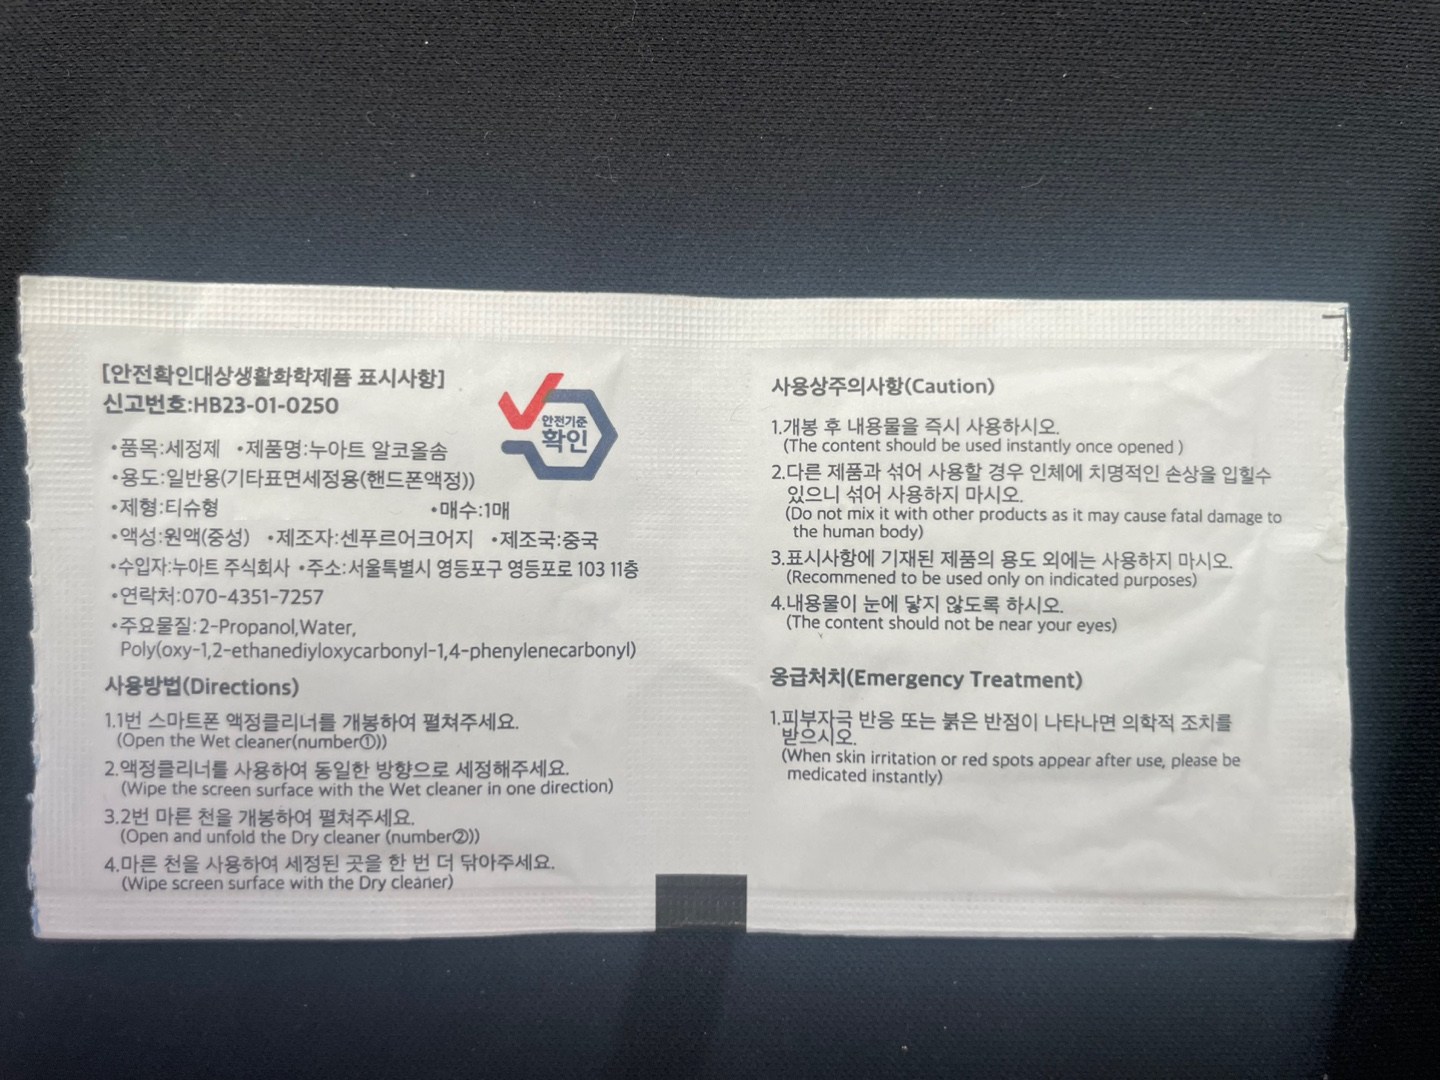 [안전확인대상생활화학제품 표시사항]
신고번호:HB23-01-0250
안전기준
확인
•품목:세정제 •제품명:누아트 알코올솜
•용도:일반용(기타표면세정용(핸드폰액정))
•제형:티슈형 •매수:1매
•액성:원액(중성) •제조자:센푸르어크어지 •제조국:중국
•수입자:누아트 주식회사 •주소:서울특별시 영등포구 영등포로 103 11층
•연락처:070-4351-7257
•주요물질:2-Propanol,Water,
Poly(oxy-1,2-ethanediyloxycarbonyl-1,4-phenylenecarbonyl)
사용방법(Directions)
1.1번 스마트폰 액정클리너를 개봉하여 펼쳐주세요.
(Open the Wet cleaner(number①))
2.액정클리너를 사용하여 동일한 방향으로 세정해주세요.
(Wipe the screen surface with the Wet cleaner in one direction)
3.2번 마른 천을 개봉하여 펼쳐주세요.
(Open and unfold the Dry cleaner (number②))
4.마른 천을 사용하여 세정된 곳을 한 번 더 닦아주세요.
(Wipe screen surface with the Dry cleaner)
사용상주의사항(Caution)
1.개봉 후 내용물을 즉시 사용하시오.
(The content should be used instantly once opened )
2.다른 제품과 섞어 사용할 경우 인체에 치명적인 손상을 입힐수
있으니 섞어 사용하지 마시오.
(Do not mix it with other products as it may cause fatal damage to
the human body)
3.표시사항에 기재된 제품의 용도 외에는 사용하지 마시오.
(Recommened to be used only on indicated purposes)
4.내용물이 눈에 닿지 않도록 하시오.
(The content should not be near your eyes)
응급처치(Emergency Treatment)
1.피부자극 반응 또는 붉은 반점이 나타나면 의학적 조치를
받으시오.
(When skin irritation or red spots appear after use, please be
medicated instantly)